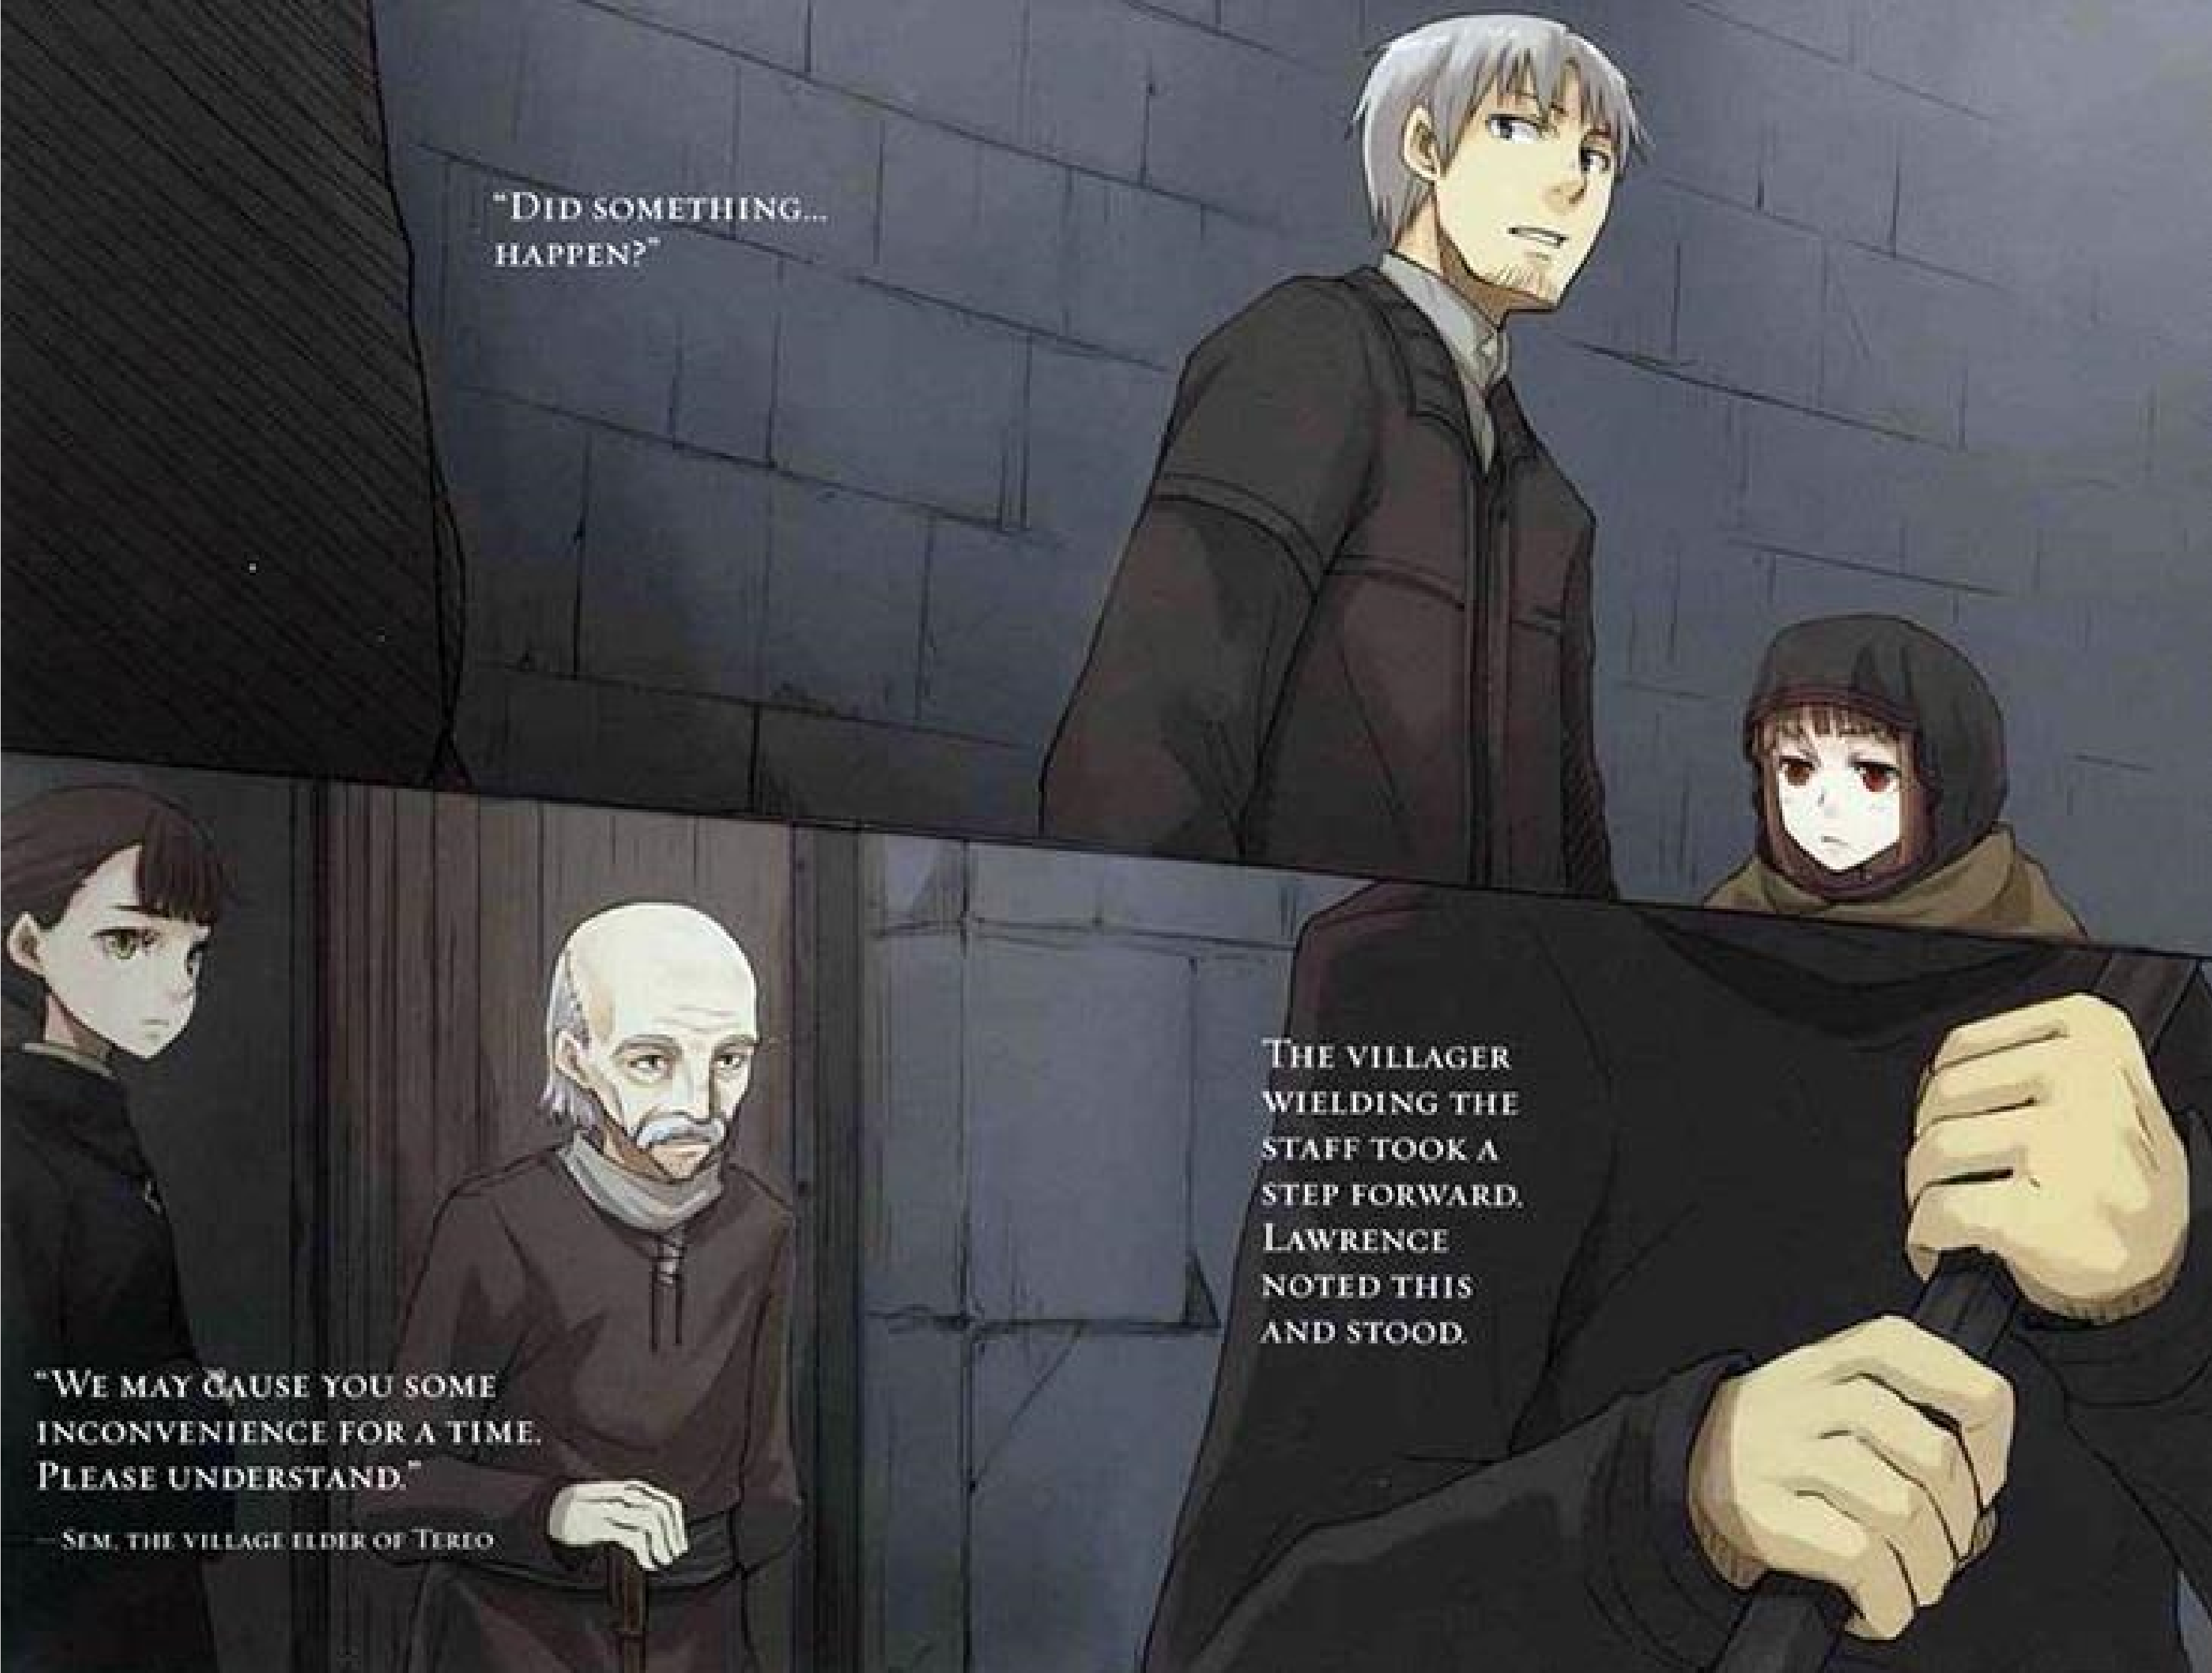 “Did something...
happen?”
The villager
wielding the
staff took a
step forward.
Lawrence
noted this
and stood.
“We may cause you some
inconvenience for a time.
Please understand.”
—Sem, the village elder of Tereo